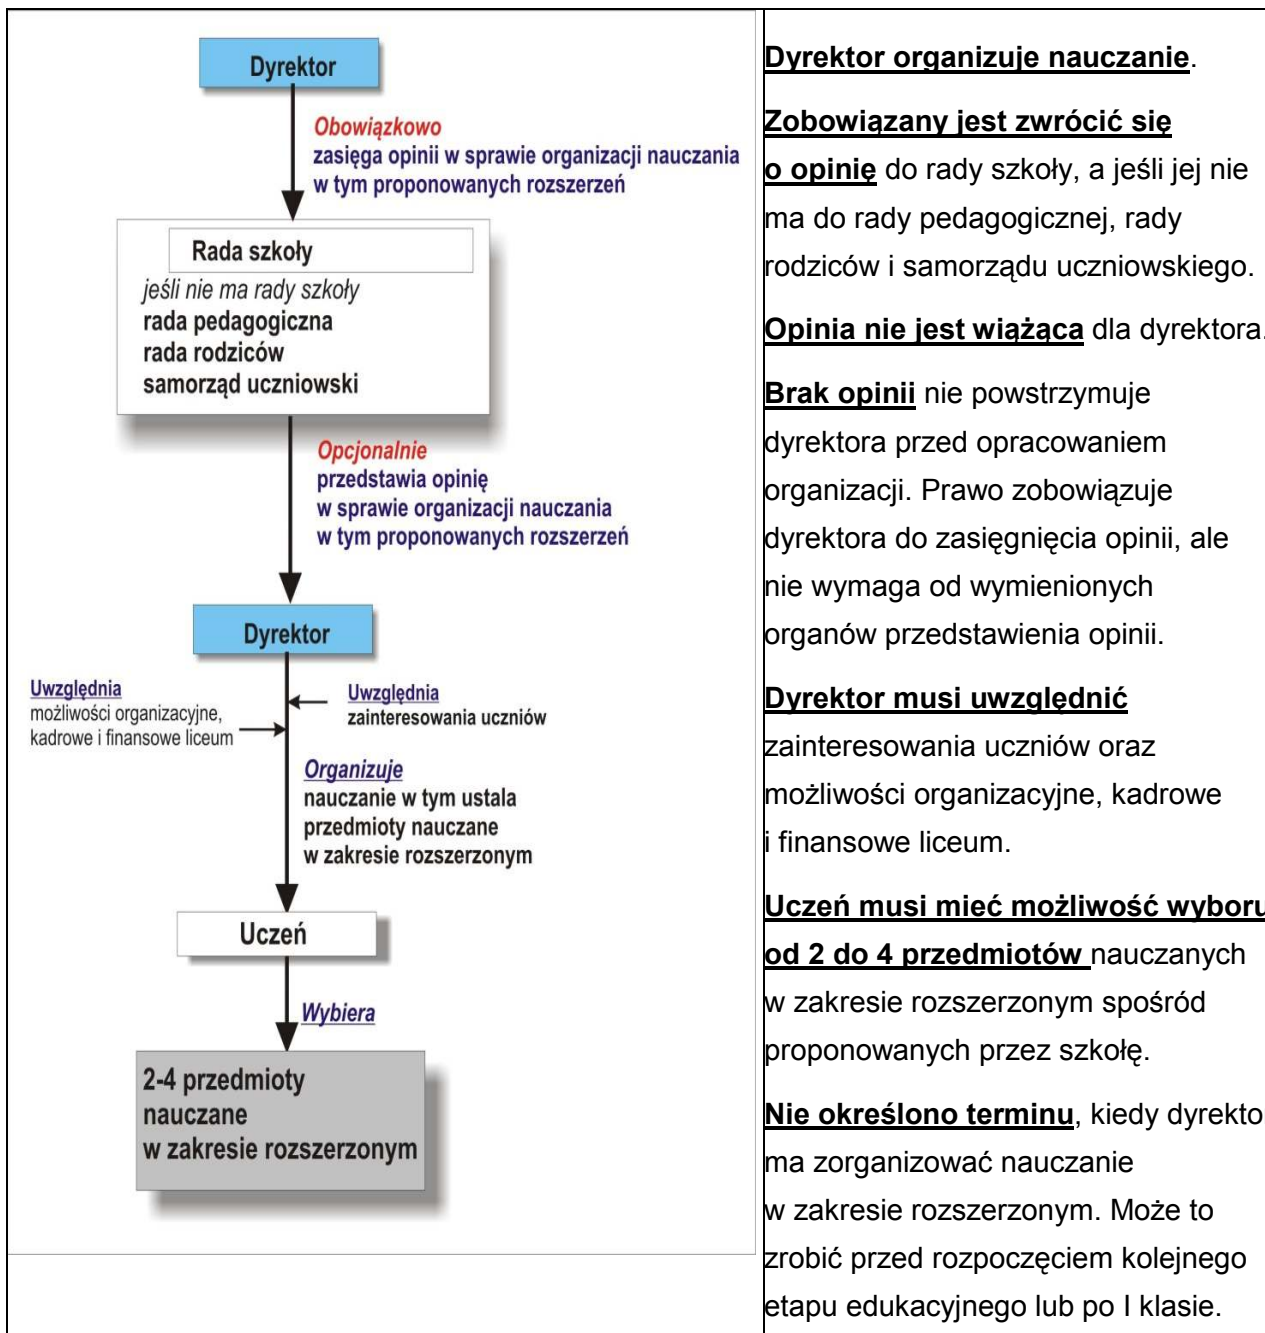 Dyrektor
Obowiązkowo
zasięga opinii w sprawie organizacji nauczania
w tym proponowanych rozszerzeń
Rada szkoły
jeśli nie ma rady szkoły
rada pedagogiczna
rada rodziców
samorząd uczniowski
Opcjonalnie
przedstawia opinię
w sprawie organizacji nauczania
w tym proponowanych rozszerzeń
Dyrektor
Uwzględnia
możliwości organizacyjne,
kadrowe i finansowe liceum
Uwzględnia
zainteresowania uczniów
Organizuje
nauczanie w tym ustala
przedmioty nauczane
w zakresie rozszerzonym
Uczeń
Wybiera
2-4 przedmioty
nauczane
w zakresie rozszerzonym
Dyrektor organizuje nauczanie.
Zobowiązany jest zwrócić się
o opinię do rady szkoły, a jeśli jej nie
ma do rady pedagogicznej, rady
rodziców i samorządu uczniowskiego.
Opinia nie jest wiążąca dla dyrektora.
Brak opinii nie powstrzymuje
dyrektora przed opracowaniem
organizacji. Prawo zobowiązuje
dyrektora do zasięgnięcia opinii, ale
nie wymaga od wymienionych
organów przedstawienia opinii.
Dyrektor musi uwzględnić
zainteresowania uczniów oraz
możliwości organizacyjne, kadrowe
i finansowe liceum.
Uczeń musi mieć możliwość wyboru
od 2 do 4 przedmiotów nauczanych
w zakresie rozszerzonym spośród
proponowanych przez szkołę.
Nie określono terminu, kiedy dyrektor
ma zorganizować nauczanie
w zakresie rozszerzonym. Może to
zrobić przed rozpoczęciem kolejnego
etapu edukacyjnego lub po I klasie.